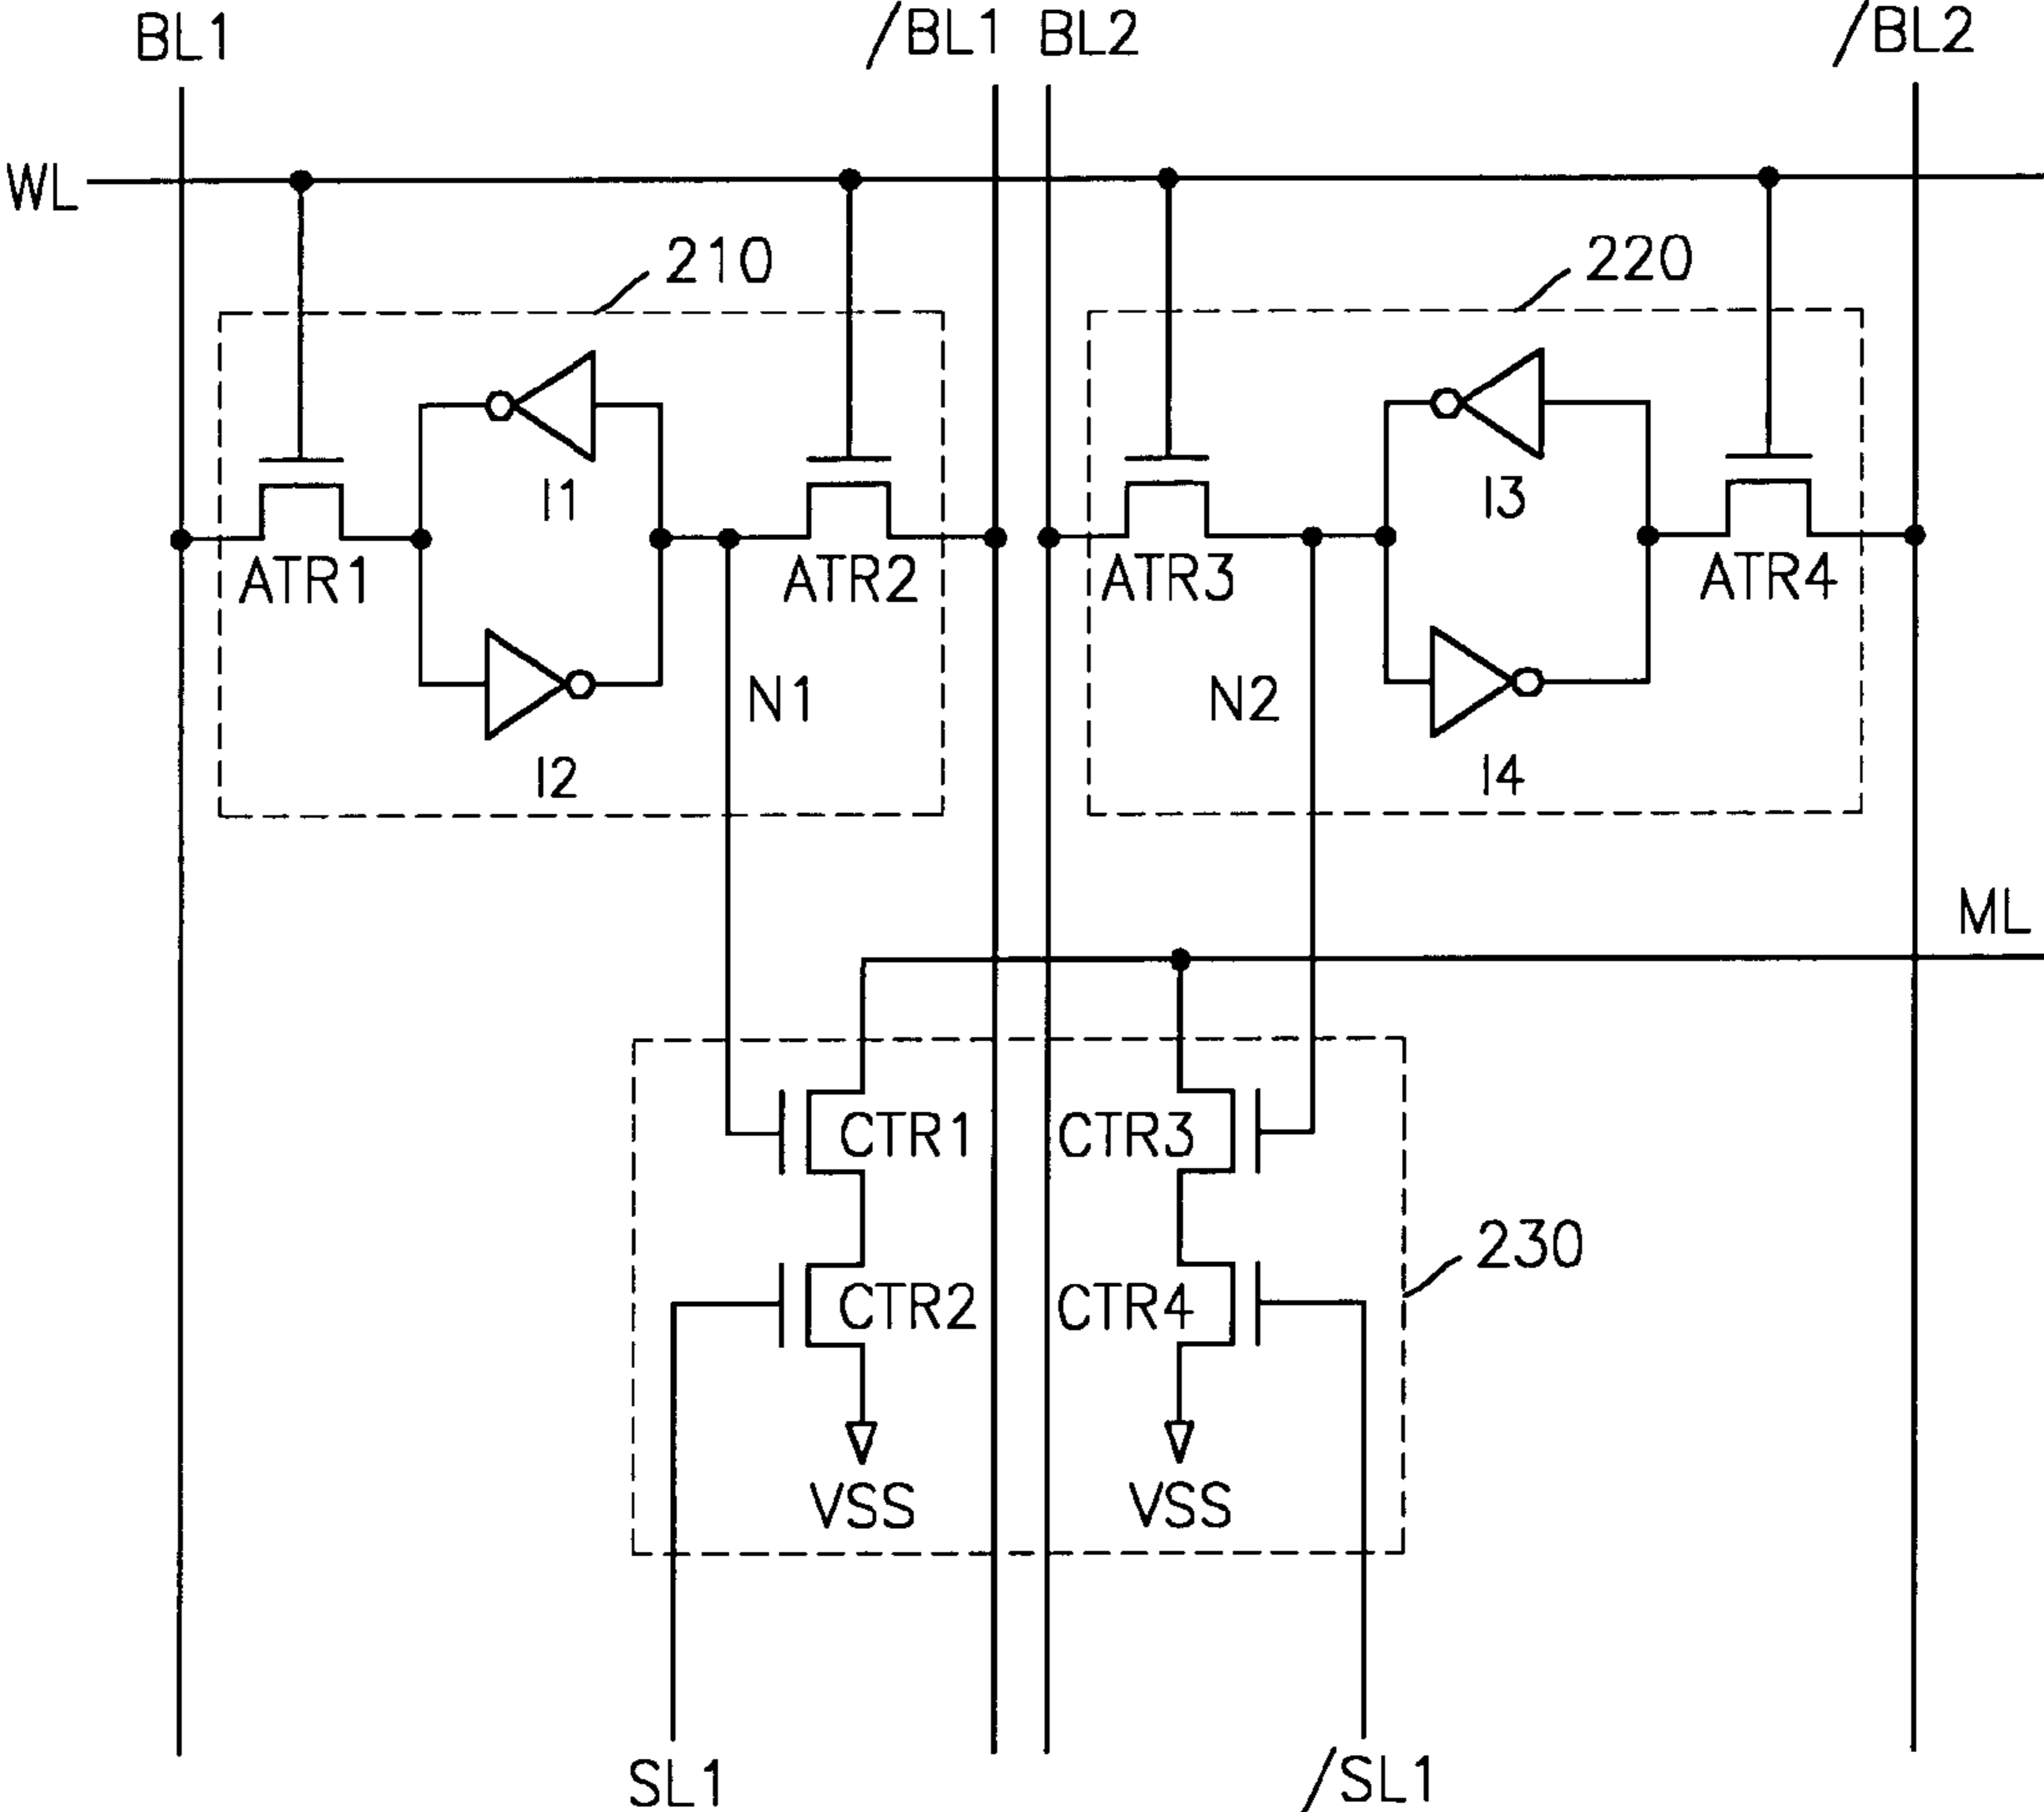 BL1
/BL1
BL2
/BL2
WL
210
220
I1
I3
ATR1
ATR2
ATR3
ATR4
N1
N2
I2
I4
ML
CTR1
CTR3
230
CTR2
CTR4
VSS
VSS
SL1
/SL1